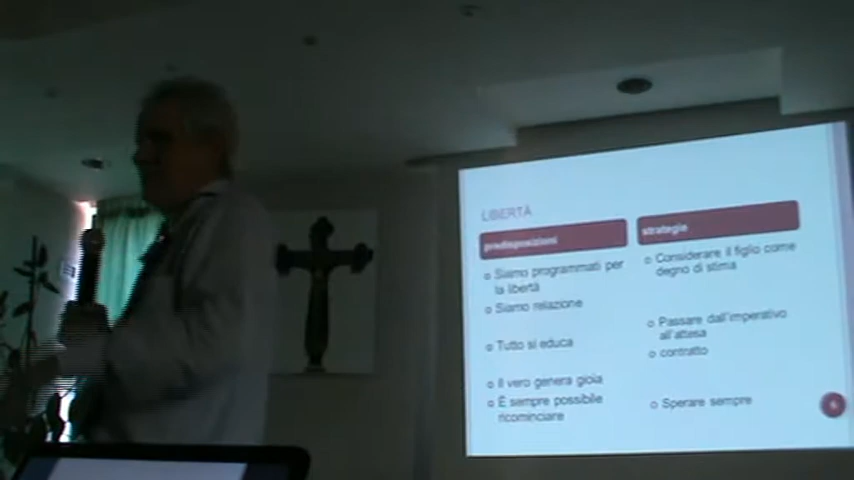 LIBERTÀ
predisposizioni
strategie
Siamo programmati per
la libertà
Siamo relazione
Tutto si educa
Il vero genera gioia
È sempre possibile
ricominciare
Considerare il figlio come
degno di stima
Passare dall'imperativo
all'attesa
contratto
Sperare sempre